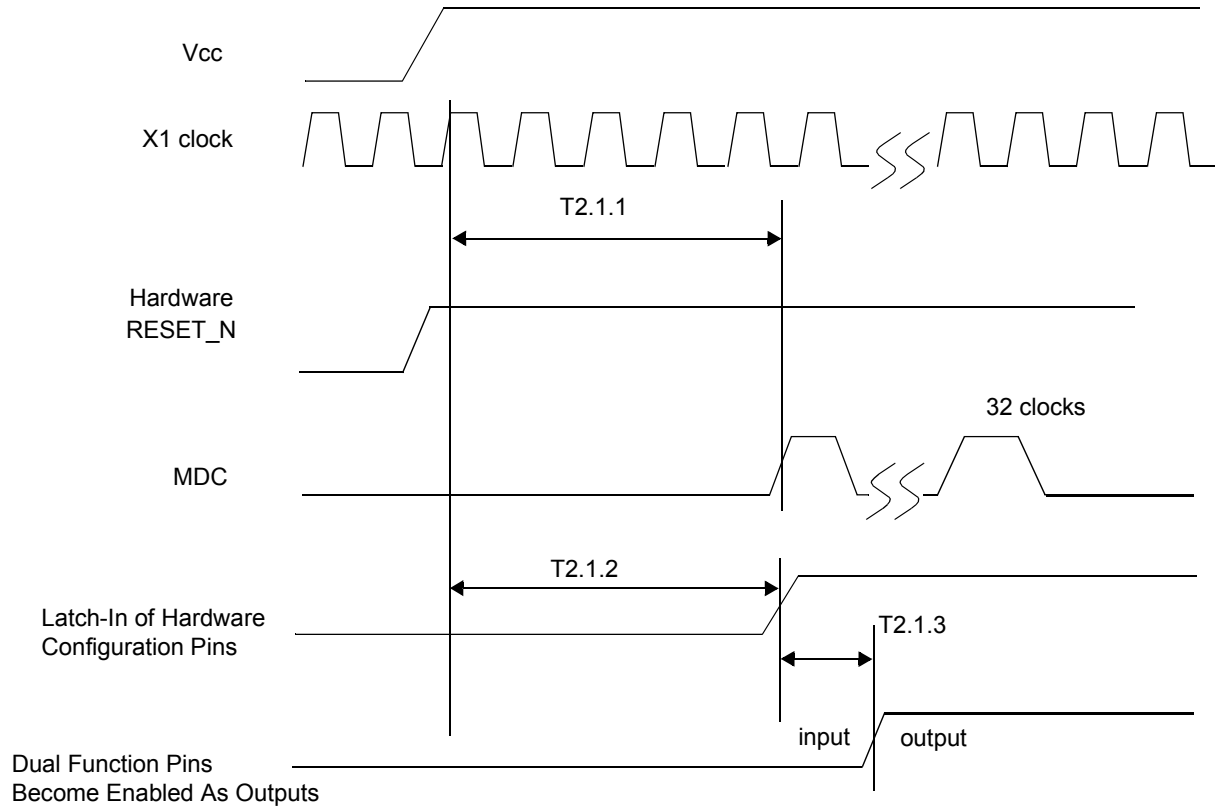 Vcc
X1 clock
T2.1.1
Hardware
RESET_N
32 clocks
MDC
T2.1.2
Latch-In of Hardware
Configuration Pins
T2.1.3
input
output
Dual Function Pins
Become Enabled As Outputs